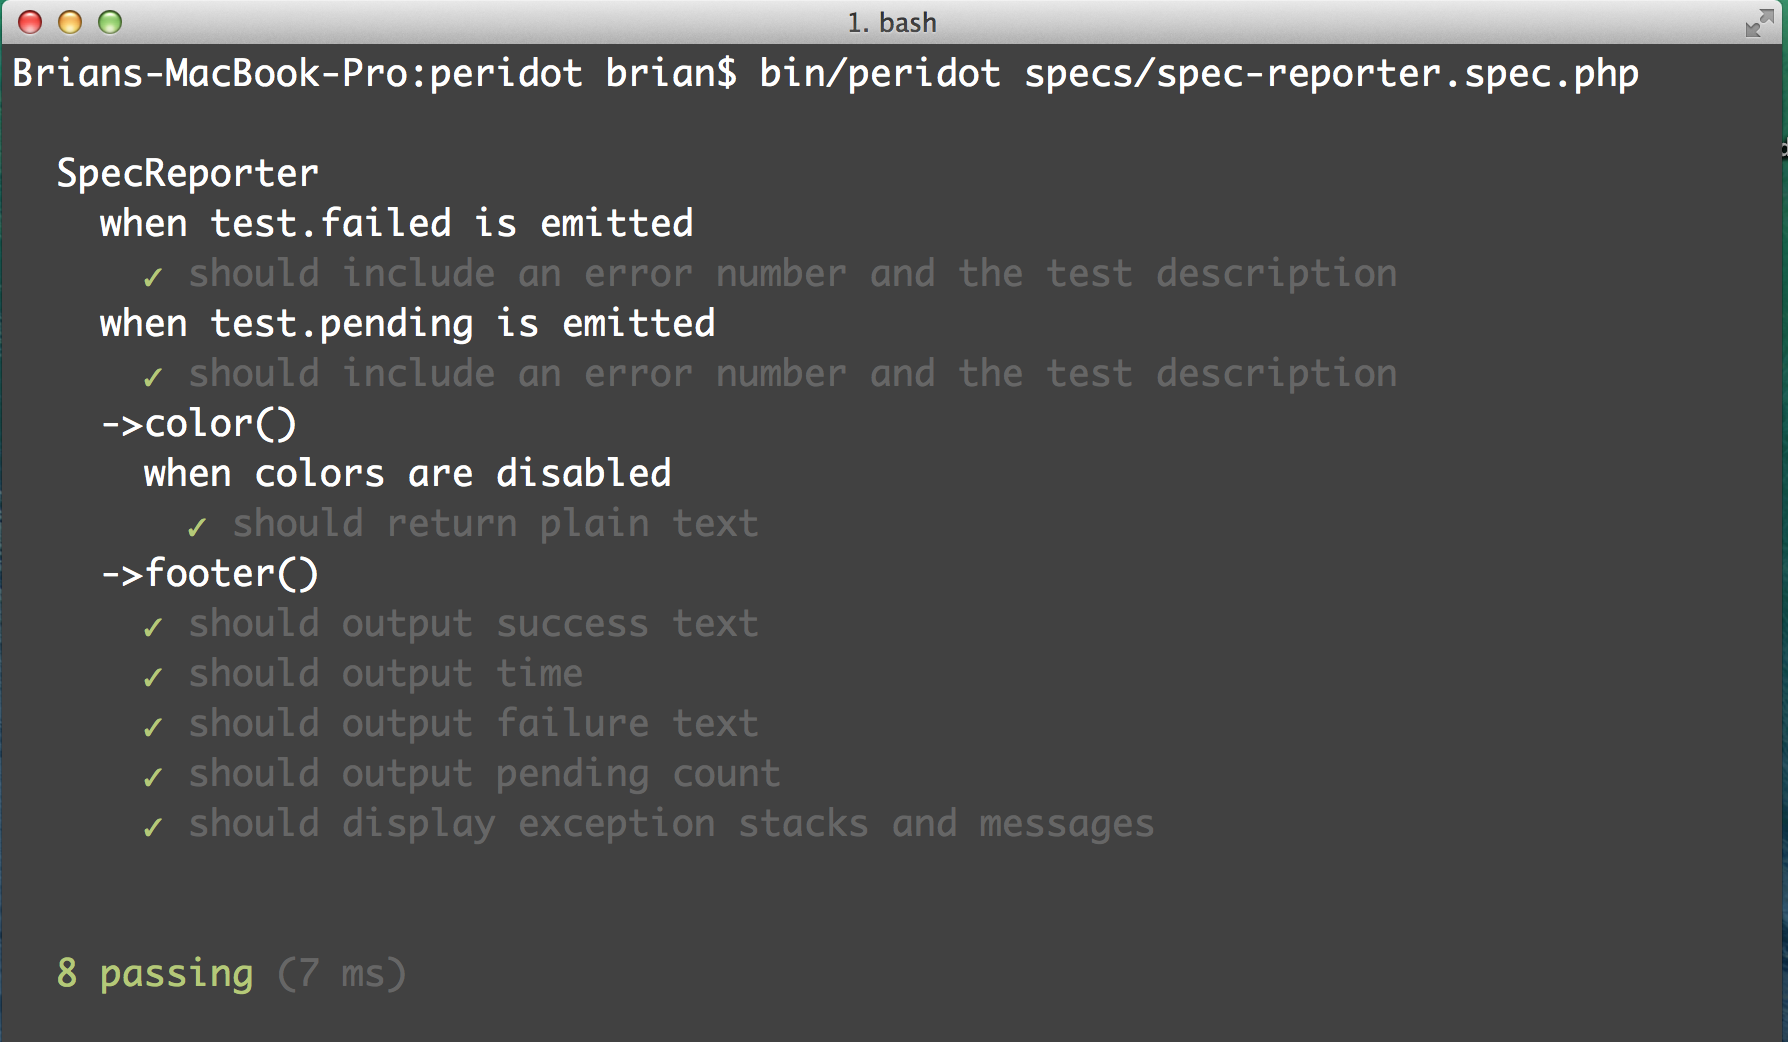 1. bash
Brians-MacBook-Pro:peridot brian$ bin/peridot specs/spec-reporter.spec.php
SpecReporter
when test.failed is emitted
✓ should include an error number and the test description
when test.pending is emitted
✓ should include an error number and the test description
->color()
when colors are disabled
✓ should return plain text
->footer()
✓ should output success text
✓ should output time
✓ should output failure text
✓ should output pending count
✓ should display exception stacks and messages
8 passing (7 ms)